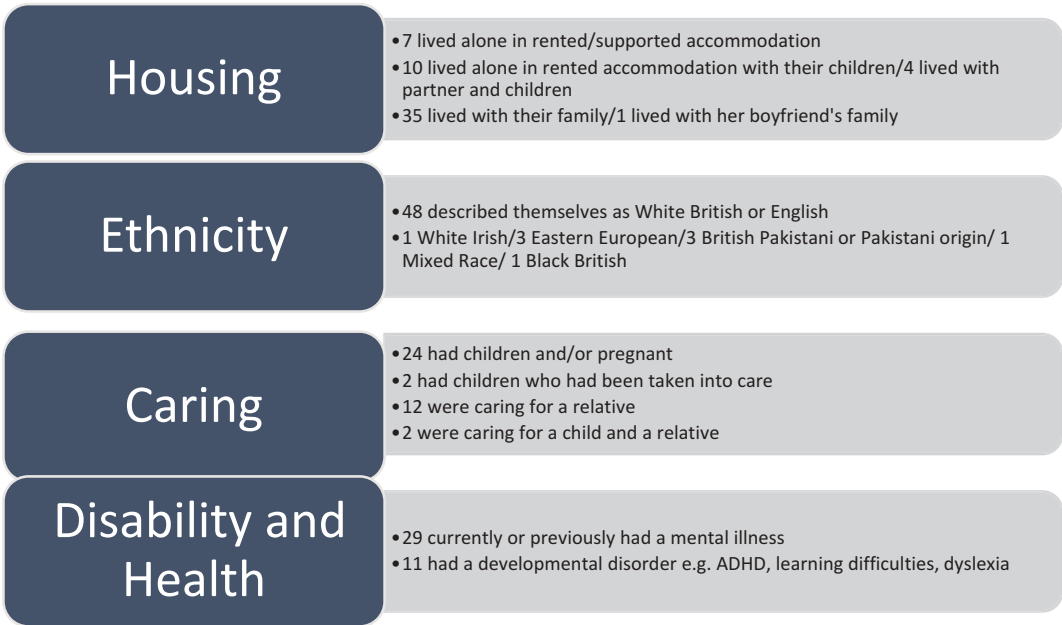 Housing
•7 lived alone in rented/supported accommodation
•10 lived alone in rented accommodation with their children/4 lived with
partner and children
•35 lived with their family/1 lived with her boyfriend's family
Ethnicity
•48 described themselves as White British or English
•1 White Irish/3 Eastern European/3 British Pakistani or Pakistani origin/ 1
Mixed Race/ 1 Black British
Caring
•24 had children and/or pregnant
•2 had children who had been taken into care
•12 were caring for a relative
•2 were caring for a child and a relative
Disability and
Health
•29 currently or previously had a mental illness
•11 had a developmental disorder e.g. ADHD, learning difficulties, dyslexia